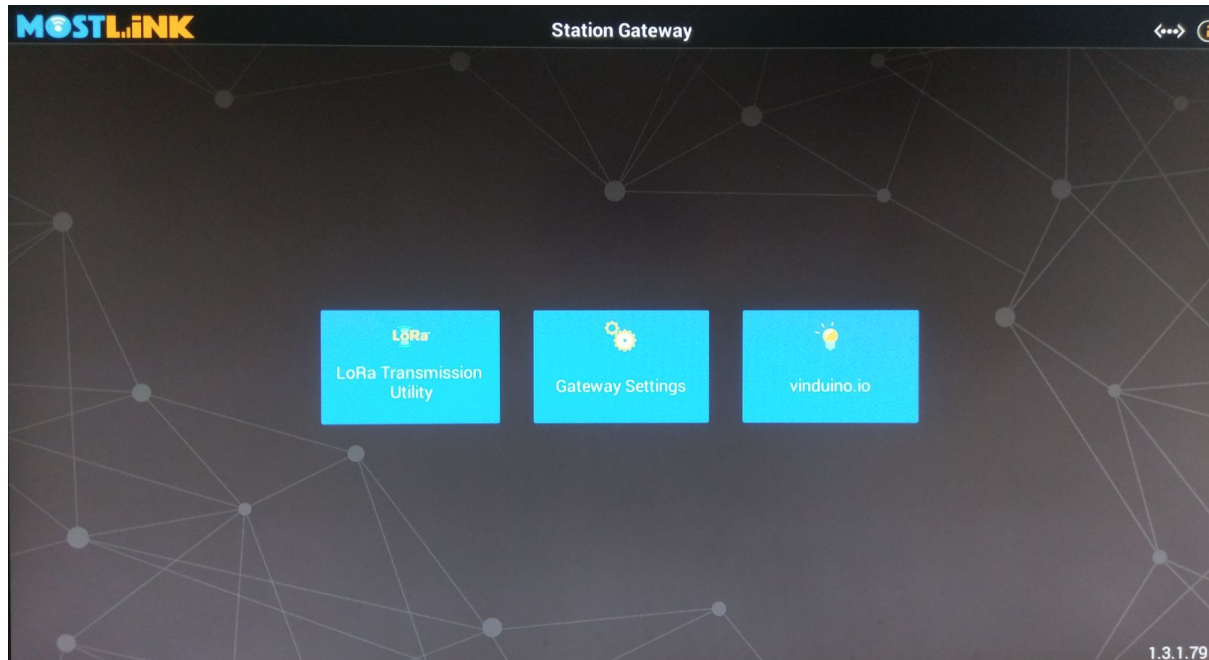 MOSTLiNK
Station Gateway
LoRa
LoRa Transmission
Utility
Gateway Settings
vinduino.io
1.3.1.79